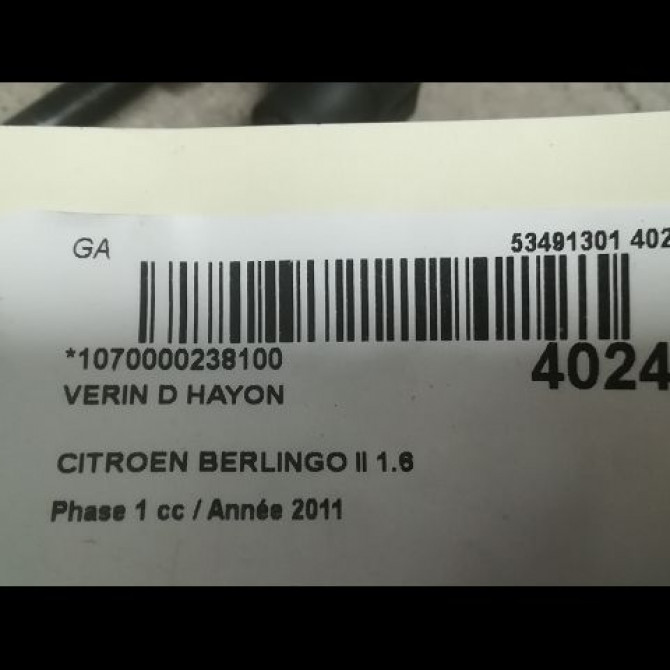 GA
53491301 402
*1070000238100
4024
VERIN D HAYON
CITROEN BERLINGO II 1.6
Phase 1 cc / Année 2011